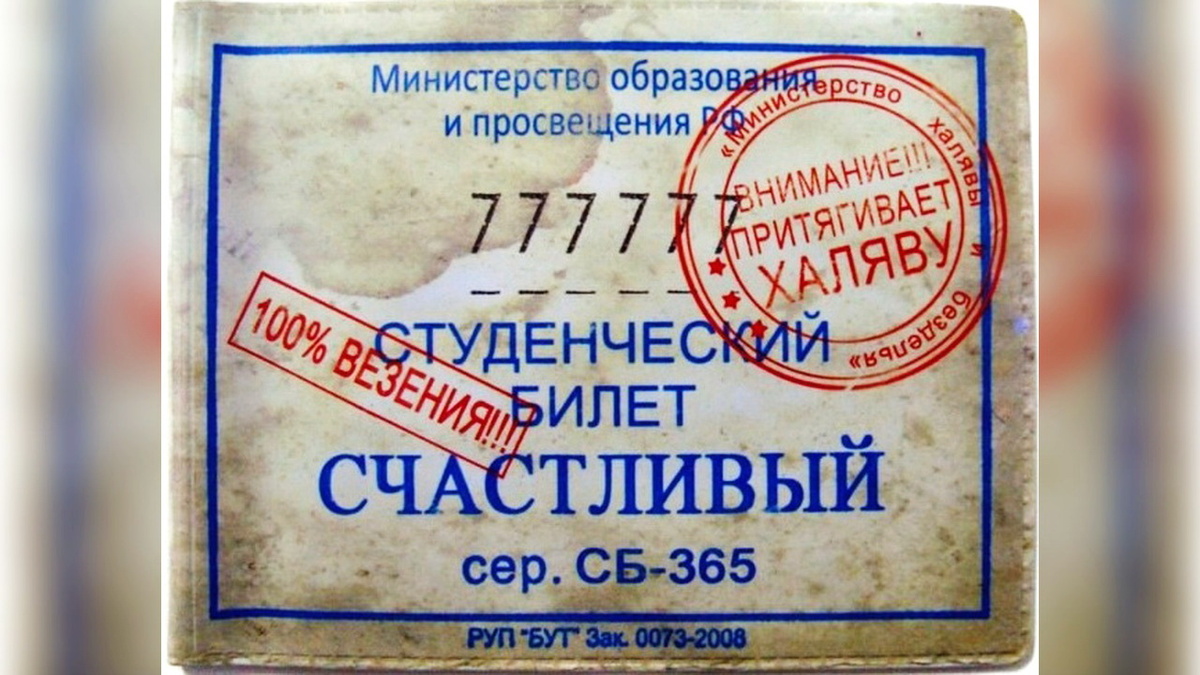 Министерство образования
и просвещения РФ
«Министерство халявы и безделья»
ВНИМАНИЕ!!!
ПРИТЯГИВАЕТ
ХАЛЯВУ
777777
100% ВЕЗЕНИЯ!!!!
СТУДЕНЧЕСКИЙ
БИЛЕТ
СЧАСТЛИВЫЙ
сер. СБ-365
РУП "БУТ" Зак. 0073-2008